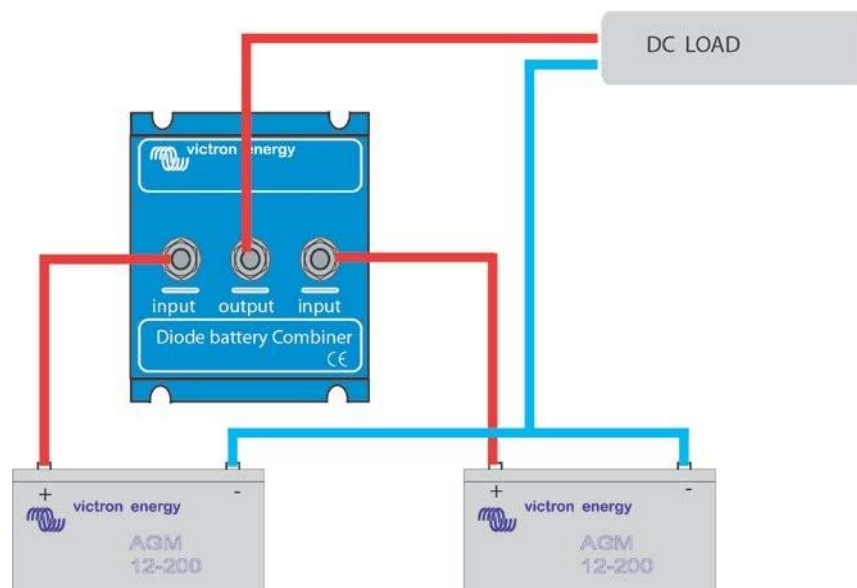 DC LOAD
victron energy
input output input
Diode battery Combiner
CE
+ -
victron energy
AGM
12-200
+ -
victron energy
AGM
12-200